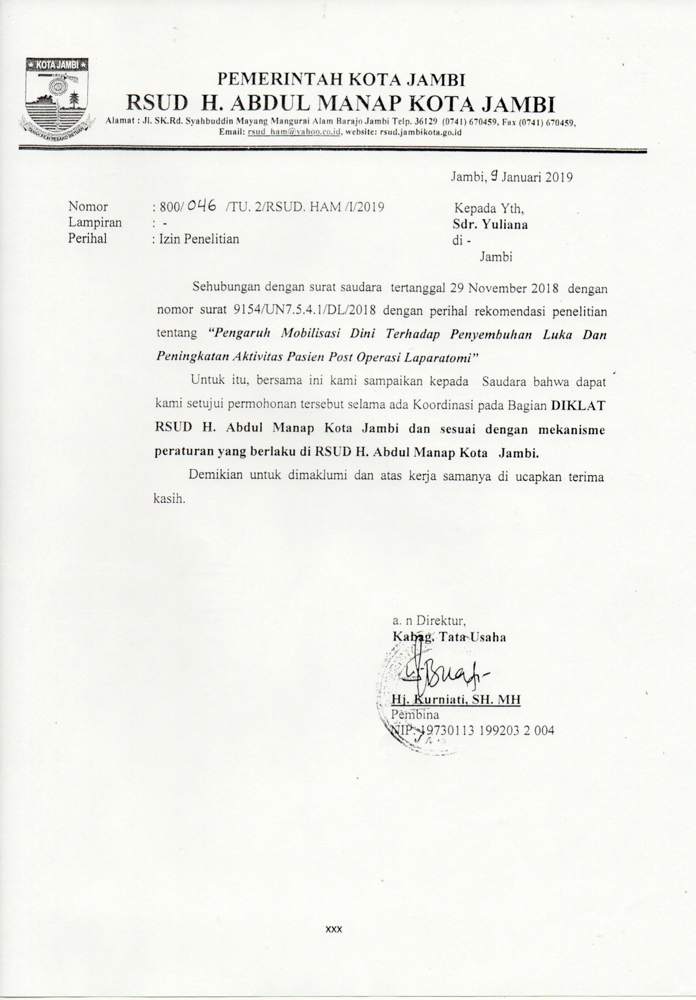 KOTA JAMBI
TANAH PILIH PESAKO BETUAH
PEMERINTAH KOTA JAMBI
RSUD H. ABDUL MANAP KOTA JAMBI
Alamat : Jl. SK.Rd. Syahbuddin Mayang Mangurai Alam Barajo Jambi Telp. 36129 (0741) 670459, Fax (0741) 670459,
Email: rsud_ham@yahoo.co.id, website: rsud.jambikota.go.id
Jambi, 9 Januari 2019
Nomor : 800/ 046 /TU. 2/RSUD. HAM /I/2019
Lampiran : -
Perihal : Izin Penelitian
Kepada Yth,
Sdr. Yuliana
di -
Jambi
Sehubungan dengan surat saudara tertanggal 29 November 2018 dengan
nomor surat 9154/UN7.5.4.1/DL/2018 dengan perihal rekomendasi penelitian
tentang “Pengaruh Mobilisasi Dini Terhadap Penyembuhan Luka Dan
Peningkatan Aktivitas Pasien Post Operasi Laparatomi”
Untuk itu, bersama ini kami sampaikan kepada Saudara bahwa dapat
kami setujui permohonan tersebut selama ada Koordinasi pada Bagian DIKLAT
RSUD H. Abdul Manap Kota Jambi dan sesuai dengan mekanisme
peraturan yang berlaku di RSUD H. Abdul Manap Kota Jambi.
Demikian untuk dimaklumi dan atas kerja samanya di ucapkan terima
kasih.
a. n Direktur,
Kabag. Tata Usaha
Hj. Kurniati, SH. MH
Pembina
NIP. 19730113 199203 2 004
xxx